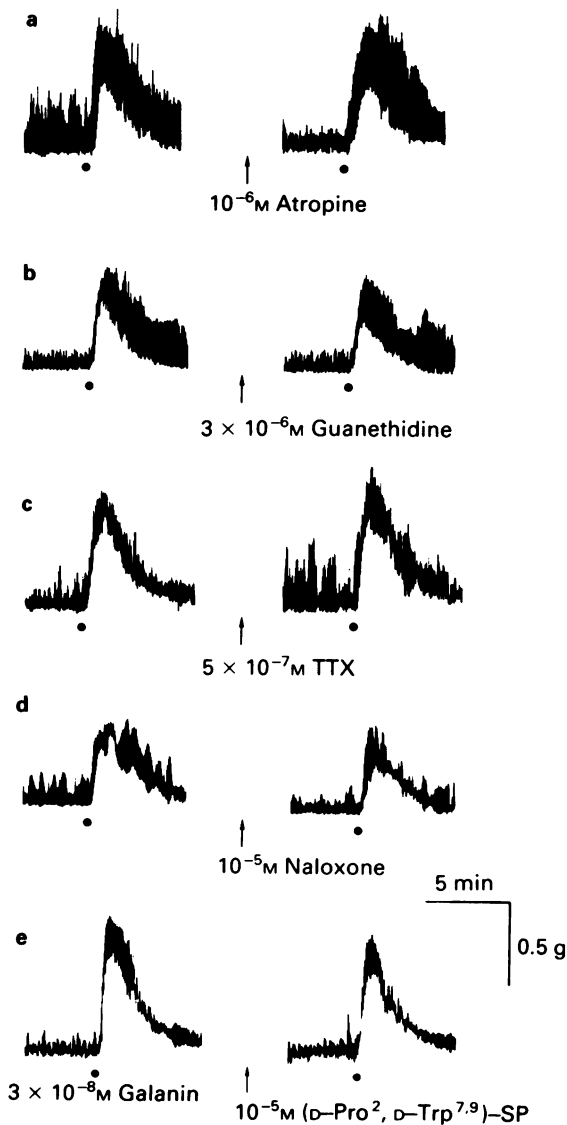 a
10⁻⁶M Atropine
b
3 × 10⁻⁶M Guanethidine
c
5 × 10⁻⁷M TTX
d
10⁻⁵M Naloxone
5 min
0.5 g
e
3 × 10⁻⁸M Galanin
10⁻⁵M (D–Pro², D–Trp⁷,⁹)–SP